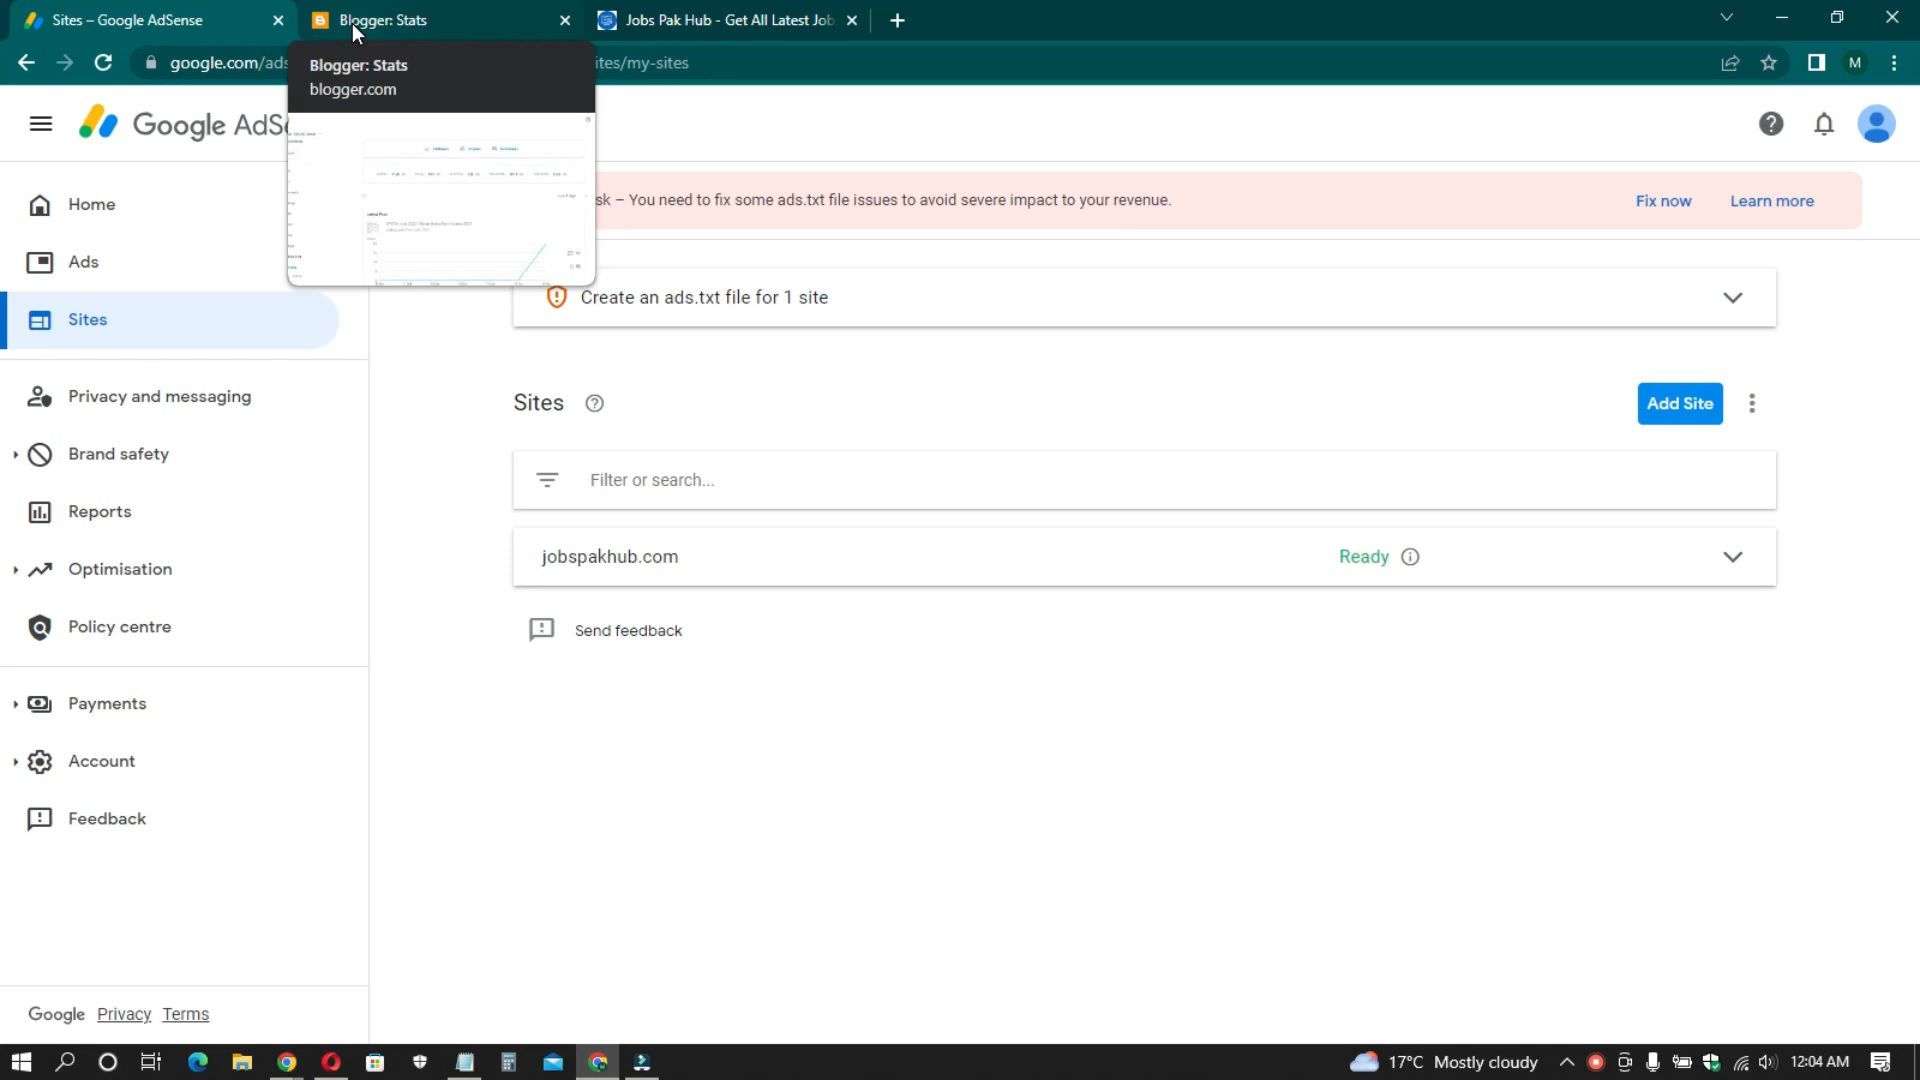 Sites – Google AdSense
Blogger: Stats
Jobs Pak Hub - Get All Latest Job
google.com/ads
ites/my-sites
M
Blogger: Stats
blogger.com
Google AdS
sk – You need to fix some ads.txt file issues to avoid severe impact to your revenue.
Fix now
Learn more
Home
Ads
Sites
Privacy and messaging
Brand safety
Reports
Optimisation
Policy centre
Payments
Account
Feedback
Create an ads.txt file for 1 site
Sites
Add Site
Filter or search...
jobspakhub.com
Ready
Send feedback
Google Privacy Terms
17°C Mostly cloudy
12:04 AM